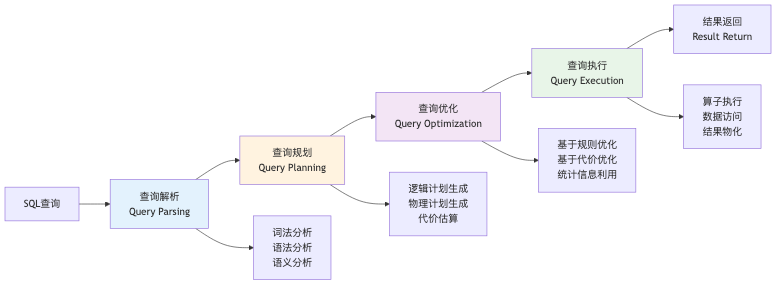 SQL查询
查询解析
Query Parsing
词法分析
语法分析
语义分析
查询规划
Query Planning
逻辑计划生成
物理计划生成
代价估算
查询优化
Query Optimization
基于规则优化
基于代价优化
统计信息利用
查询执行
Query Execution
算子执行
数据访问
结果物化
结果返回
Result Return